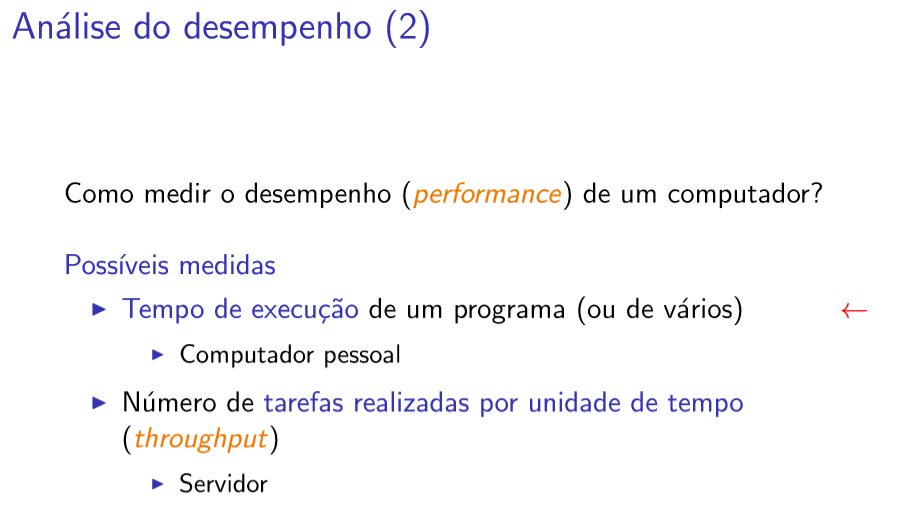 Análise do desempenho (2)
Como medir o desempenho (performance) de um computador?
Possíveis medidas
▶ Tempo de execução de um programa (ou de vários) ←
▶ Computador pessoal
▶ Número de tarefas realizadas por unidade de tempo
(throughput)
▶ Servidor